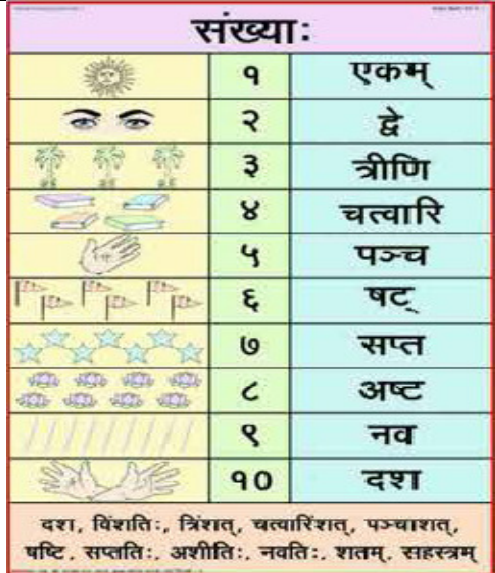 संख्याः
१ एकम्
२ द्वे
३ त्रीणि
४ चत्वारि
५ पञ्च
६ षट्
७ सप्त
८ अष्ट
९ नव
१० दश
दश, विंशतिः, त्रिंशत्, चत्वारिंशत्, पञ्चाशत्,
षष्टि, सप्ततिः, अशीतिः, नवतिः, शतम्, सहस्त्रम्